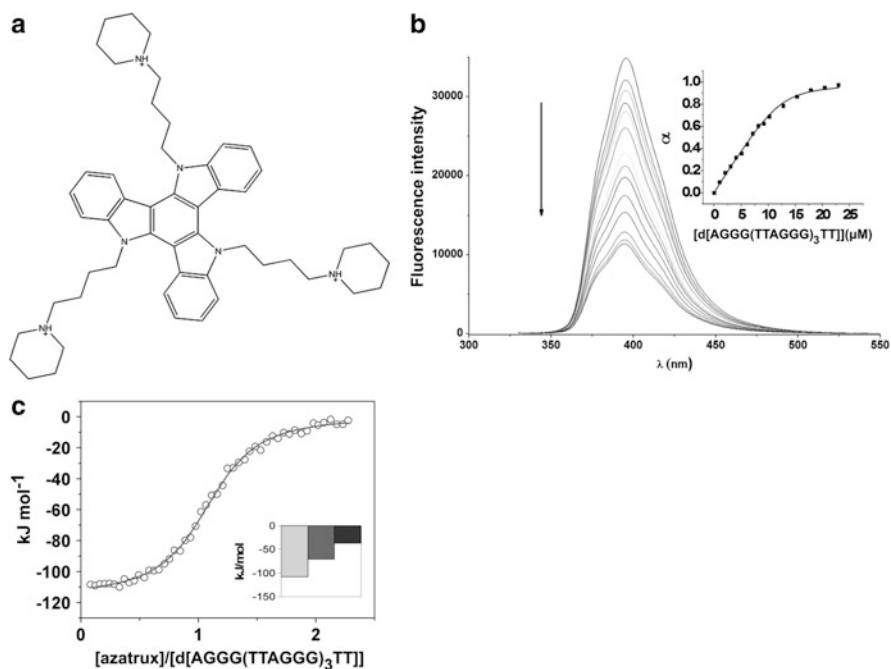 a
NH
+
N
N
N
NH
+
NH
+
b
Fluorescence intensity
30000
20000
10000
0
300 350 400 450 500 550
λ (nm)
α
1.0
0.8
0.6
0.4
0.2
0.0
0 5 10 15 20 25
[d[AGGG(TTAGGG)3TT]](µM)
c
kJ mol-1
0
-20
-40
-60
-80
-100
-120
0 1 2
[azatrux]/[d[AGGG(TTAGGG)3TT]]
kJ/mol
0
-50
-100
-150